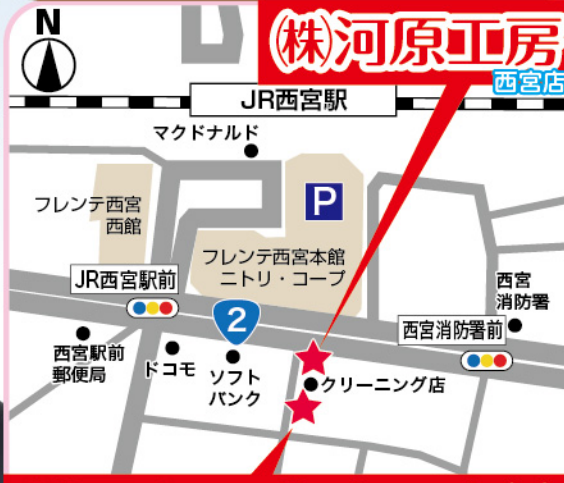 N
㈱河原工房
西宮店
JR西宮駅
マクドナルド
P
フレンテ西宮
西館
フレンテ西宮本館
ニトリ・コープ
JR西宮駅前
2
西宮
消防署
西宮消防署前
西宮駅前
郵便局
ドコモ
ソフト
バンク
クリーニング店